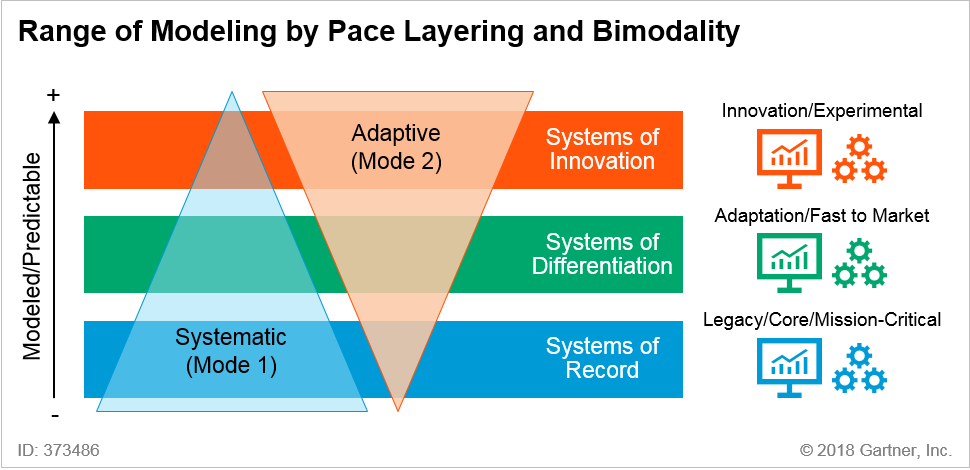 Range of Modeling by Pace Layering and Bimodality
+
Modeled/Predictable
-
Adaptive
(Mode 2)
Systems of
Innovation
Innovation/Experimental
Systems of
Differentiation
Adaptation/Fast to Market
Systematic
(Mode 1)
Systems of
Record
Legacy/Core/Mission-Critical
ID: 373486
© 2018 Gartner, Inc.